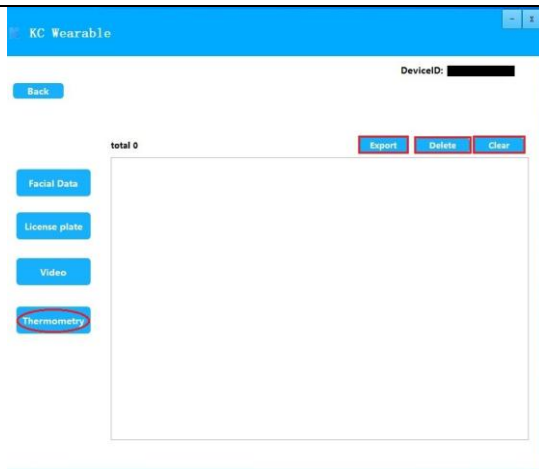 KC Wearable
- x
DeviceID:
Back
total 0
Export Delete Clear
Facial Data
License plate
Video
Thermometry